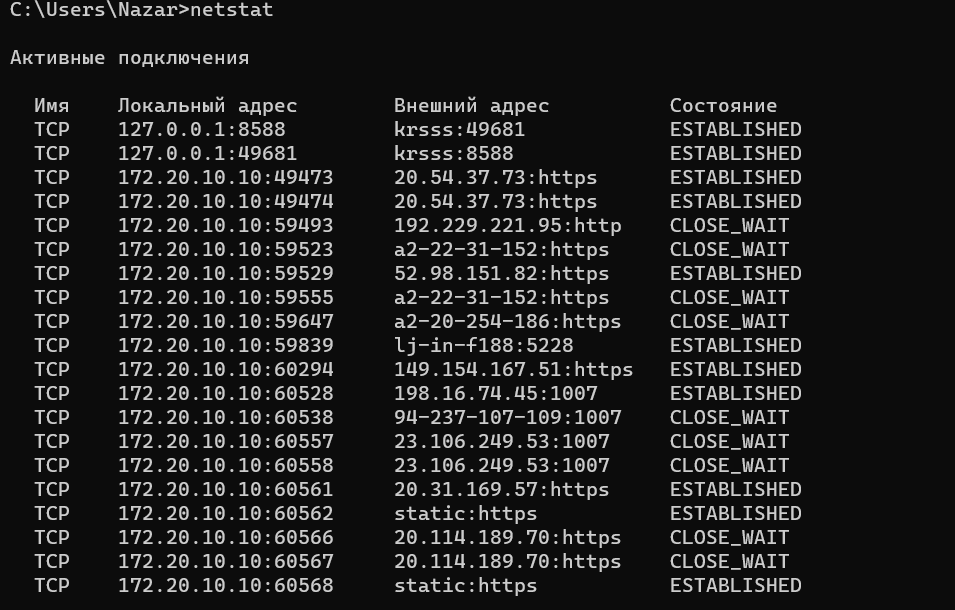 C:\Users\Nazar>netstat
Активные подключения
Имя Локальный адрес Внешний адрес Состояние
TCP 127.0.0.1:8588 krsss:49681 ESTABLISHED
TCP 127.0.0.1:49681 krsss:8588 ESTABLISHED
TCP 172.20.10.10:49473 20.54.37.73:https ESTABLISHED
TCP 172.20.10.10:49474 20.54.37.73:https ESTABLISHED
TCP 172.20.10.10:59493 192.229.221.95:http CLOSE_WAIT
TCP 172.20.10.10:59523 a2-22-31-152:https CLOSE_WAIT
TCP 172.20.10.10:59529 52.98.151.82:https ESTABLISHED
TCP 172.20.10.10:59555 a2-22-31-152:https CLOSE_WAIT
TCP 172.20.10.10:59647 a2-20-254-186:https CLOSE_WAIT
TCP 172.20.10.10:59839 lj-in-f188:5228 ESTABLISHED
TCP 172.20.10.10:60294 149.154.167.51:https ESTABLISHED
TCP 172.20.10.10:60528 198.16.74.45:1007 ESTABLISHED
TCP 172.20.10.10:60538 94-237-107-109:1007 CLOSE_WAIT
TCP 172.20.10.10:60557 23.106.249.53:1007 CLOSE_WAIT
TCP 172.20.10.10:60558 23.106.249.53:1007 CLOSE_WAIT
TCP 172.20.10.10:60561 20.31.169.57:https ESTABLISHED
TCP 172.20.10.10:60562 static:https ESTABLISHED
TCP 172.20.10.10:60566 20.114.189.70:https CLOSE_WAIT
TCP 172.20.10.10:60567 20.114.189.70:https CLOSE_WAIT
TCP 172.20.10.10:60568 static:https ESTABLISHED